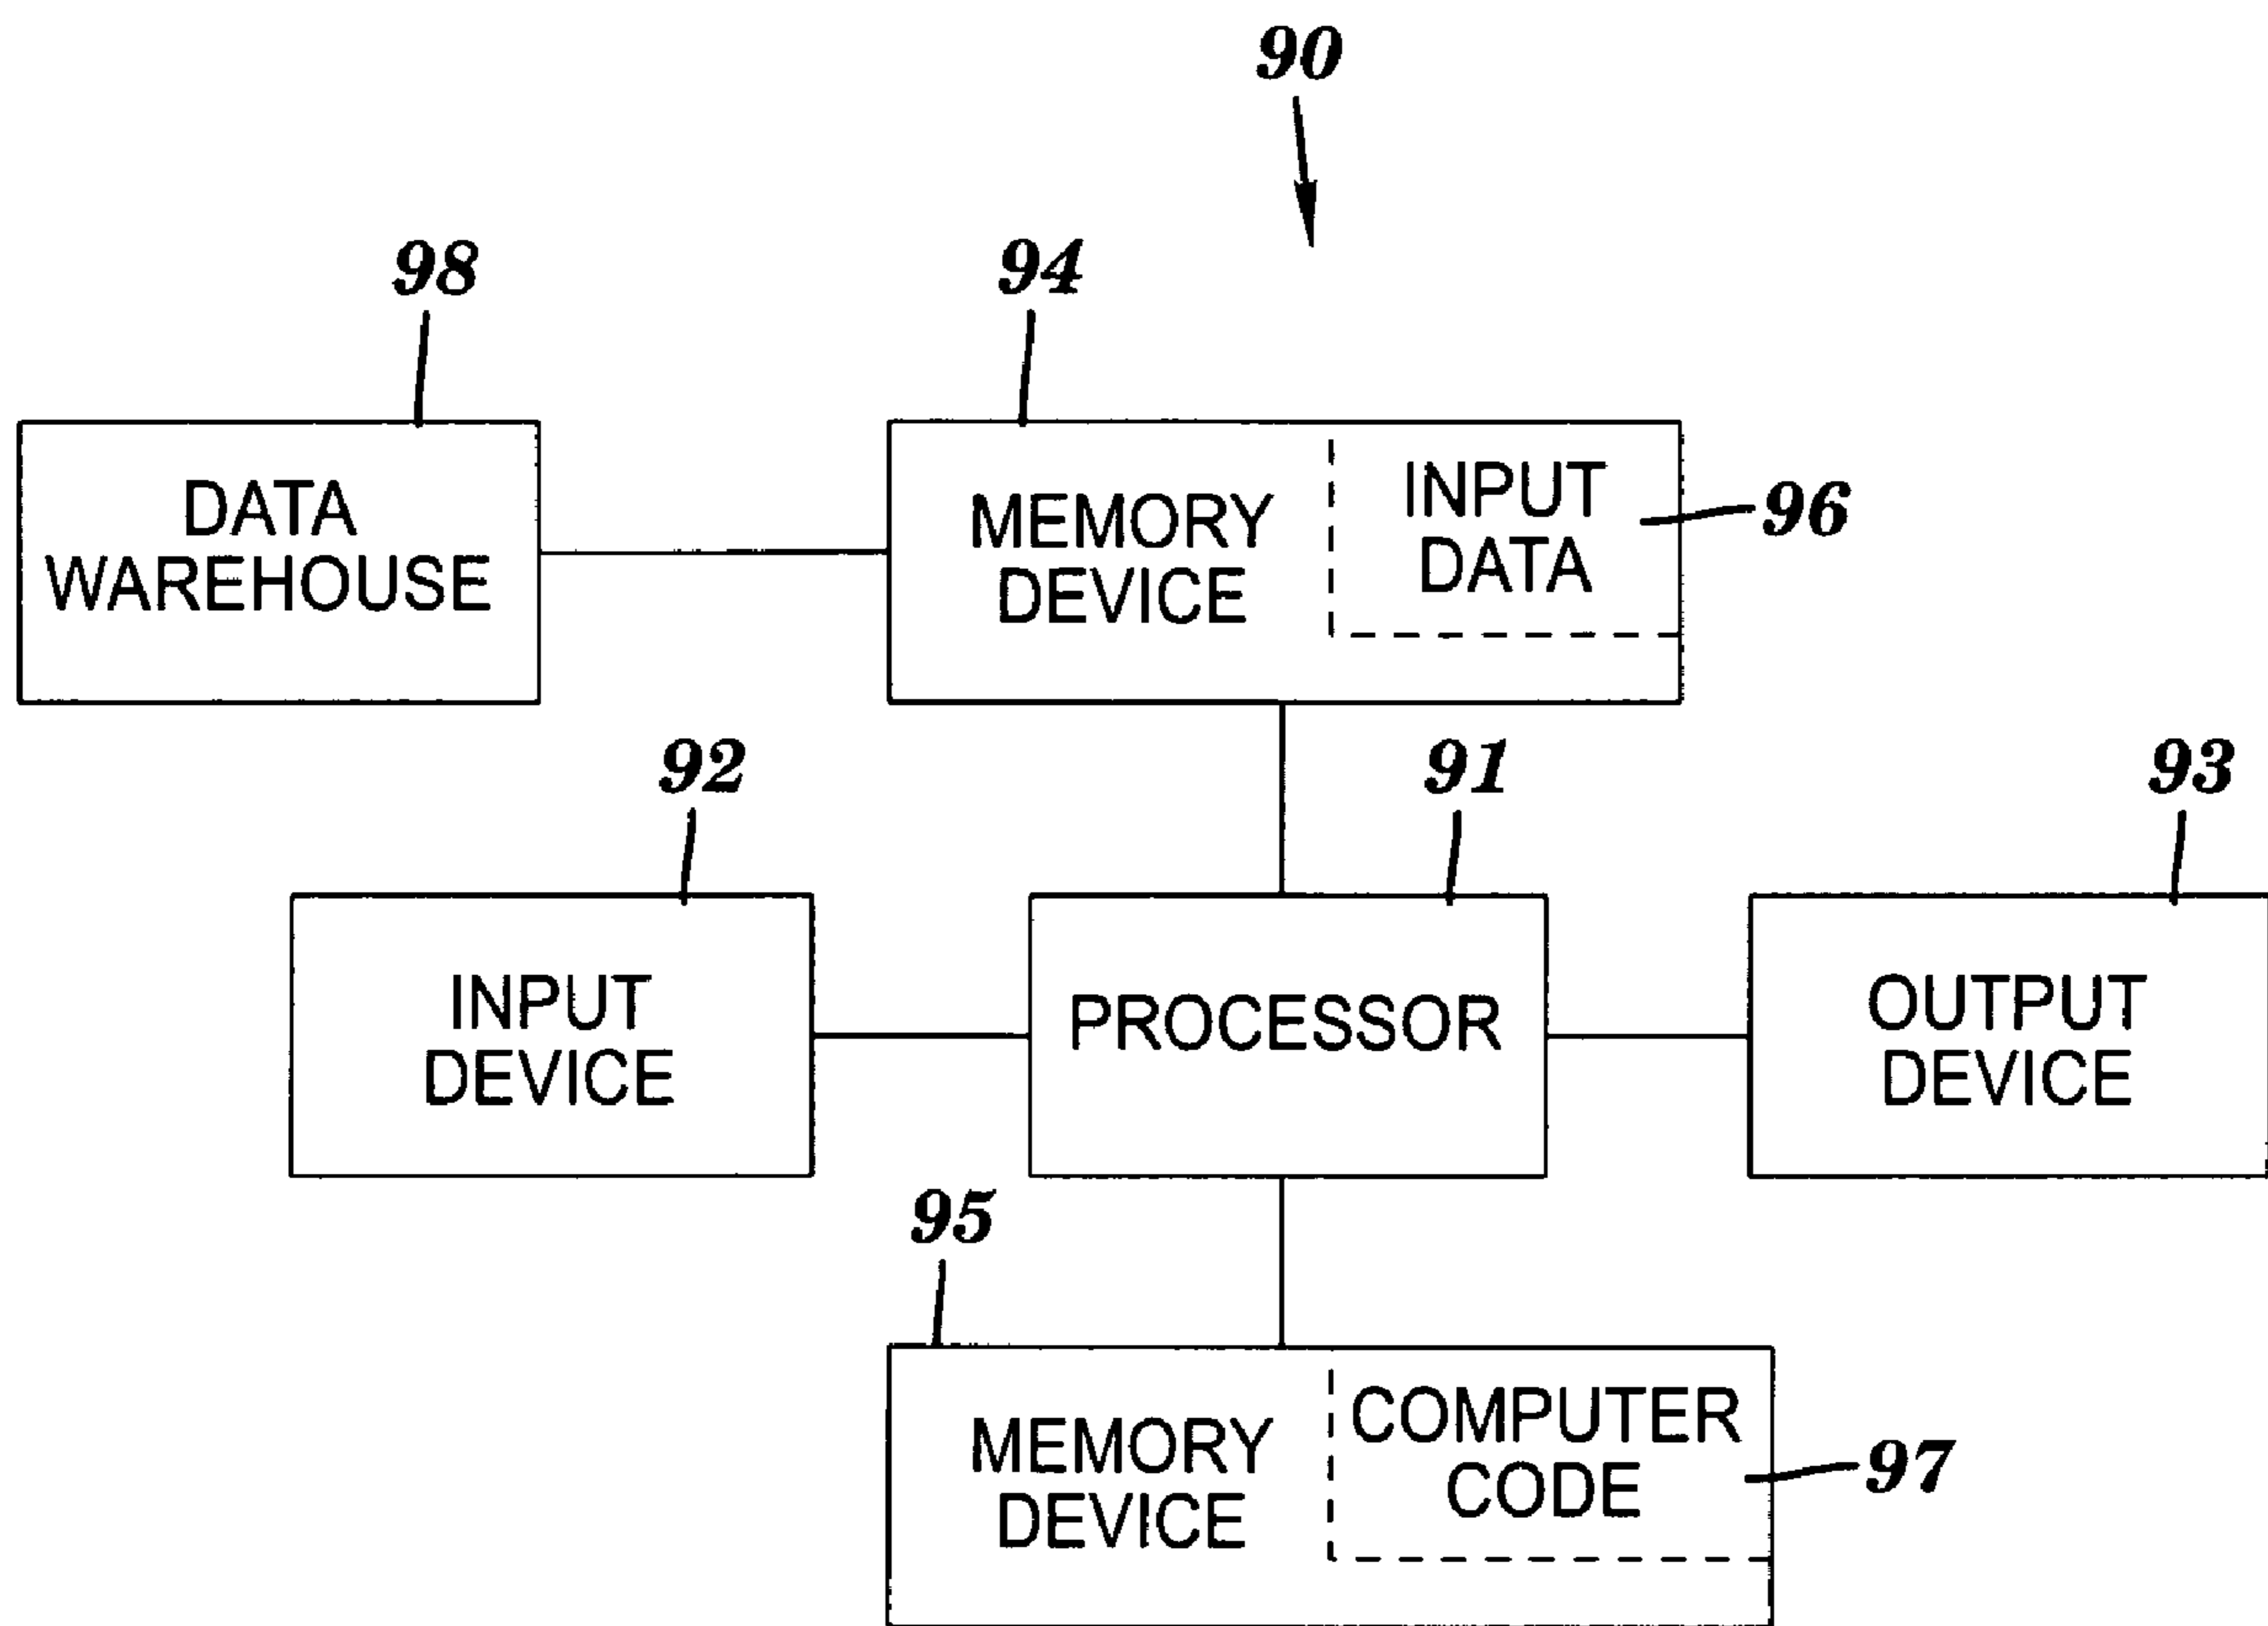 90
98
94
DATA
WAREHOUSE
MEMORY
DEVICE
INPUT
DATA
96
92
91
93
INPUT
DEVICE
PROCESSOR
OUTPUT
DEVICE
95
MEMORY
DEVICE
COMPUTER
CODE
97